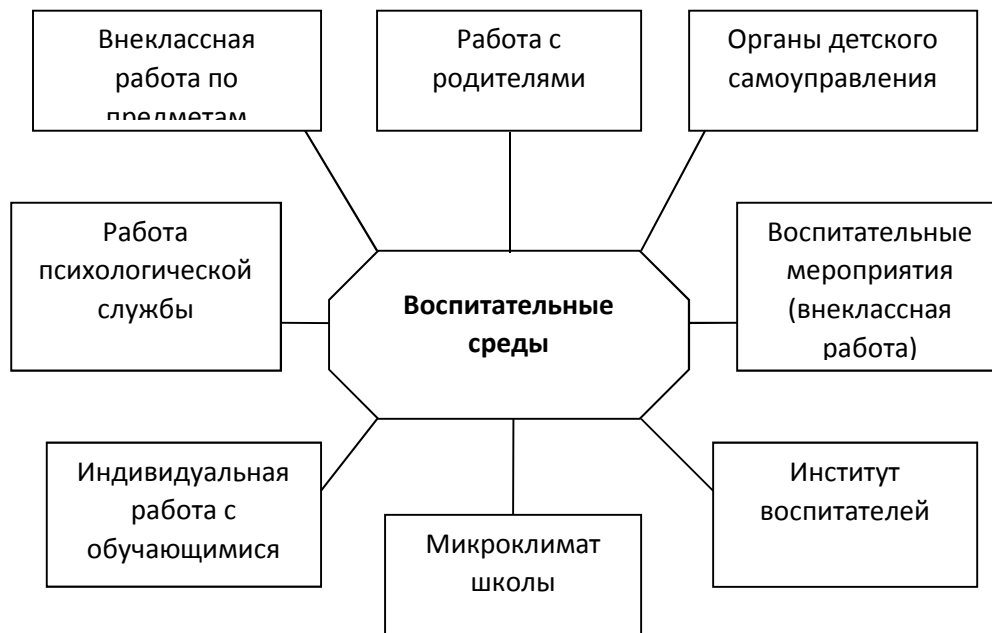 Внеклассная
работа по
предметам
Работа с
родителями
Органы детского
самоуправления
Работа
психологической
службы
Воспитательные
среды
Воспитательные
мероприятия
(внеклассная
работа)
Индивидуальная
работа с
обучающимися
Микроклимат
школы
Институт
воспитателей